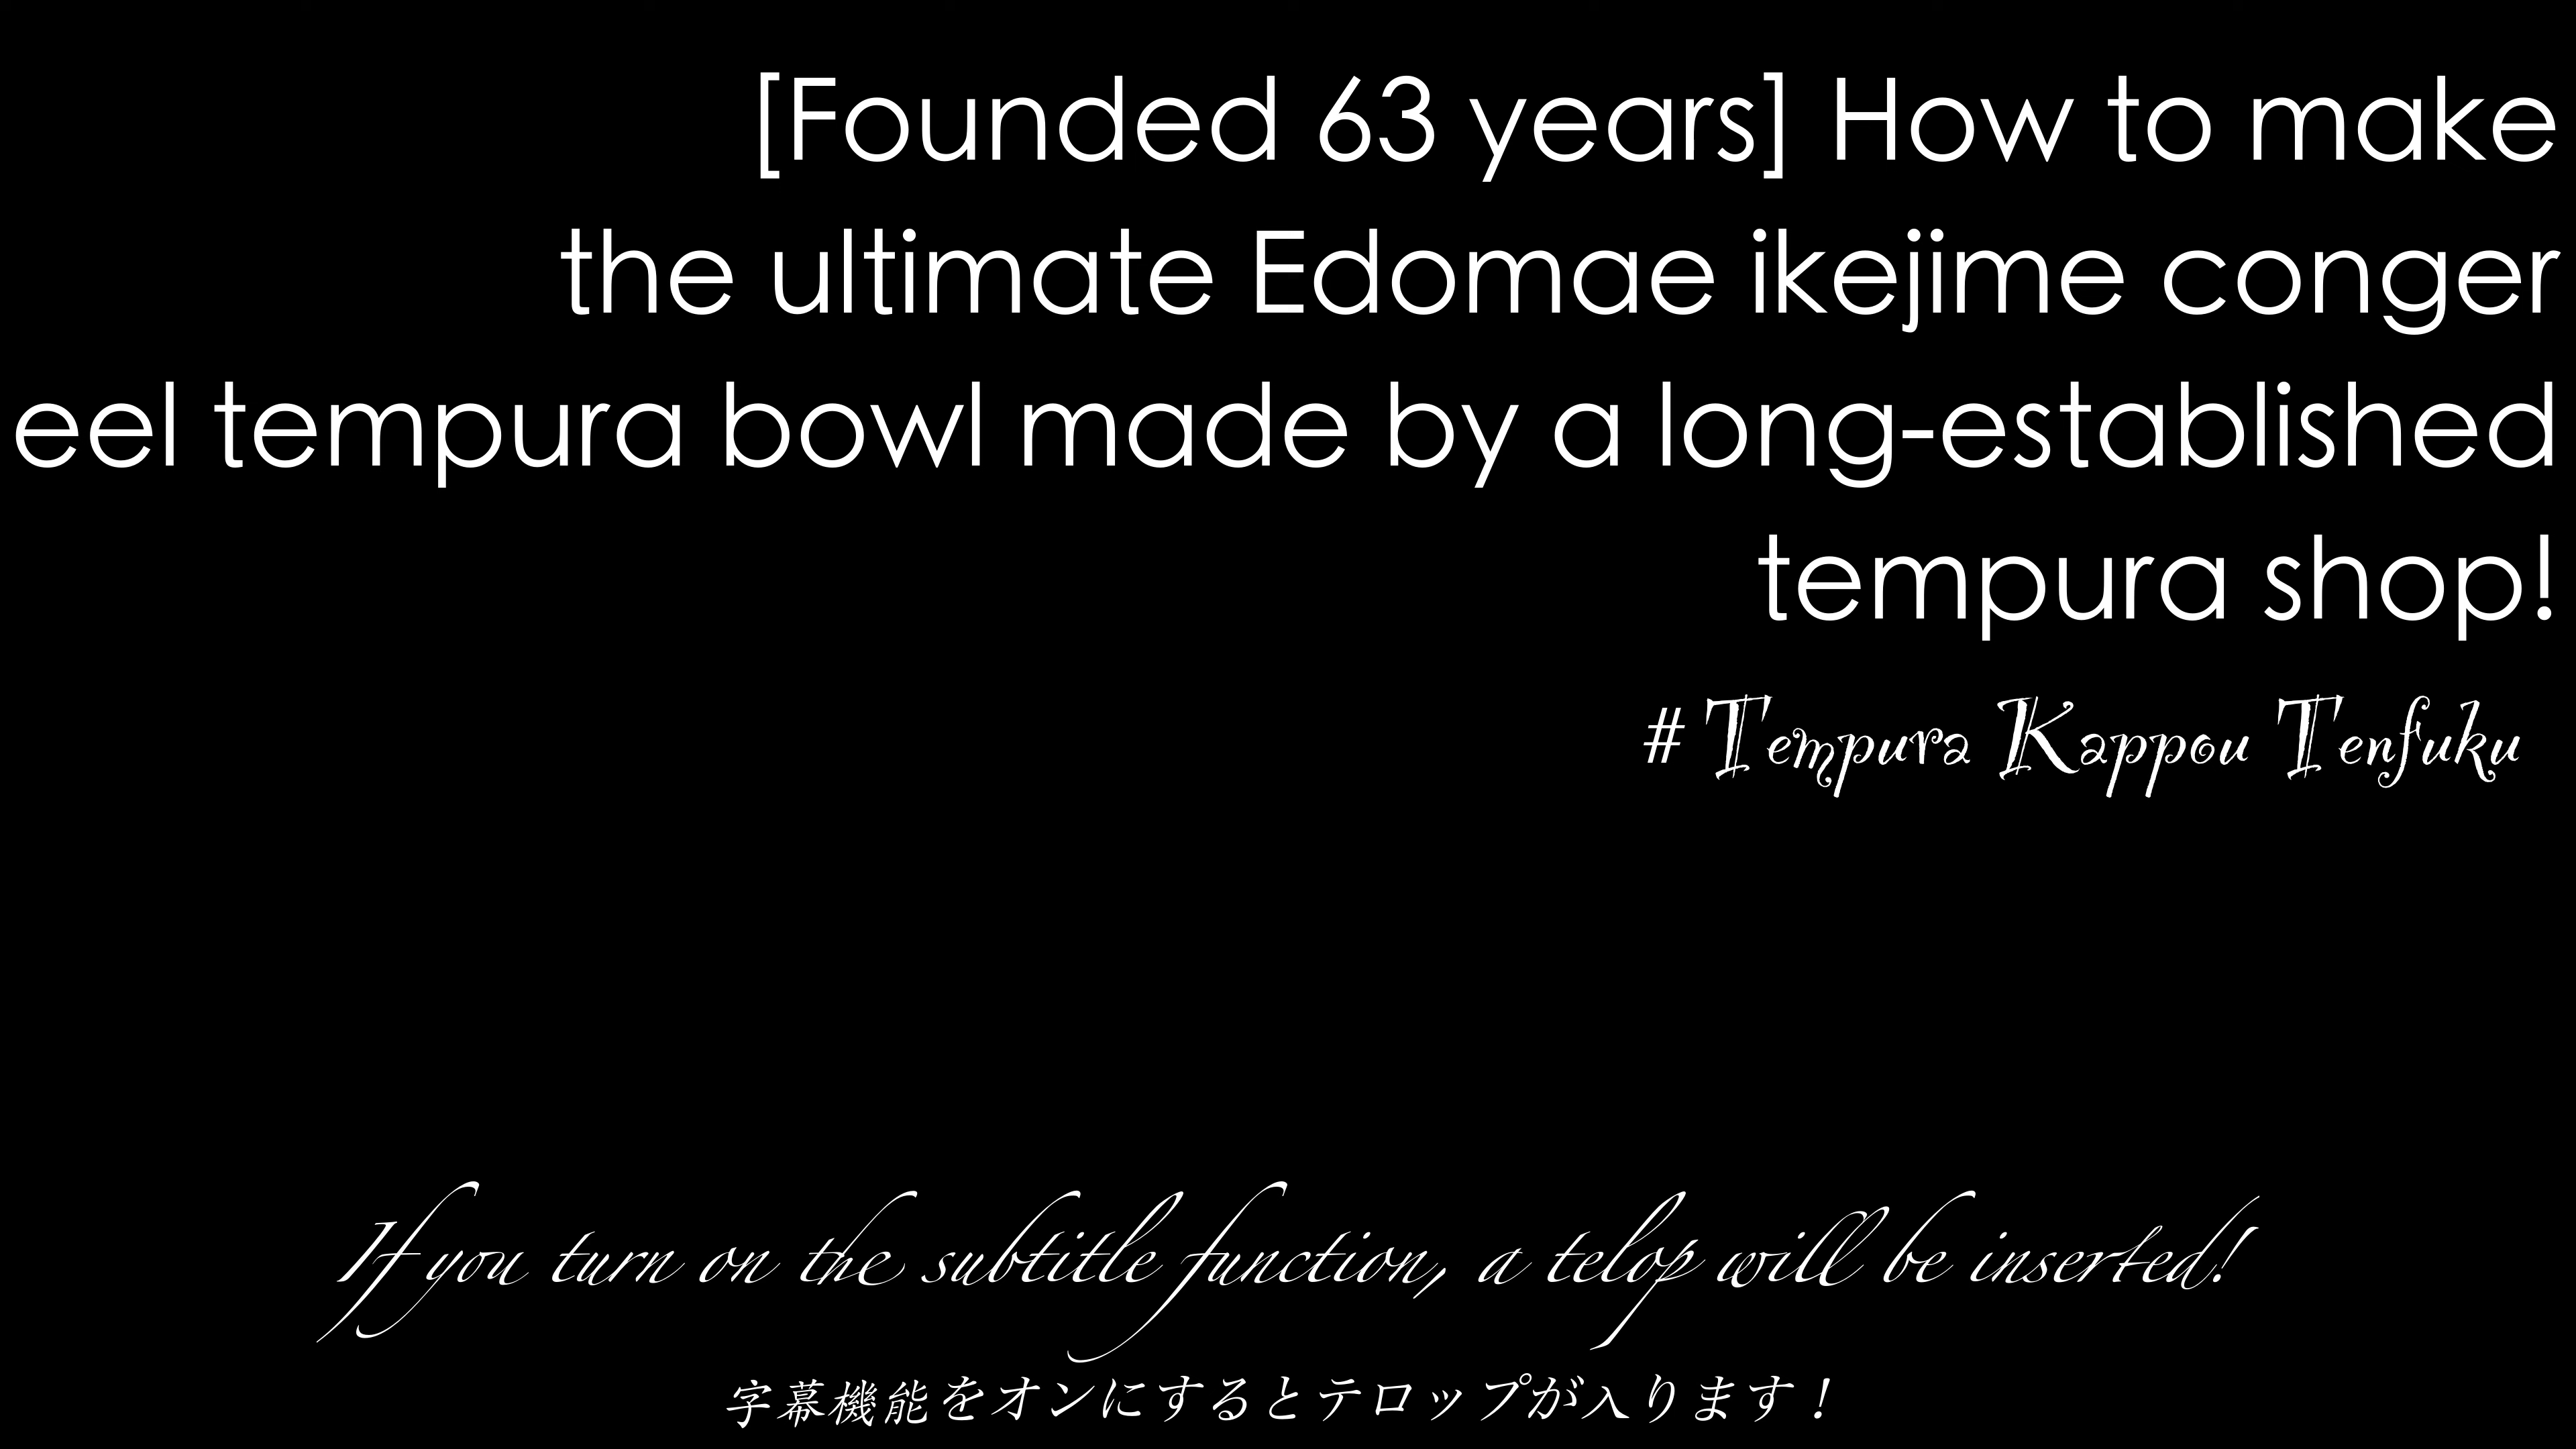 [Founded 63 years] How to make
the ultimate Edomae ikejime conger
eel tempura bowl made by a long-established
tempura shop!
# Tempura Kappou Tenfuku
If you turn on the subtitle function, a telop will be inserted!
字幕機能をオンにするとテロップが入ります！